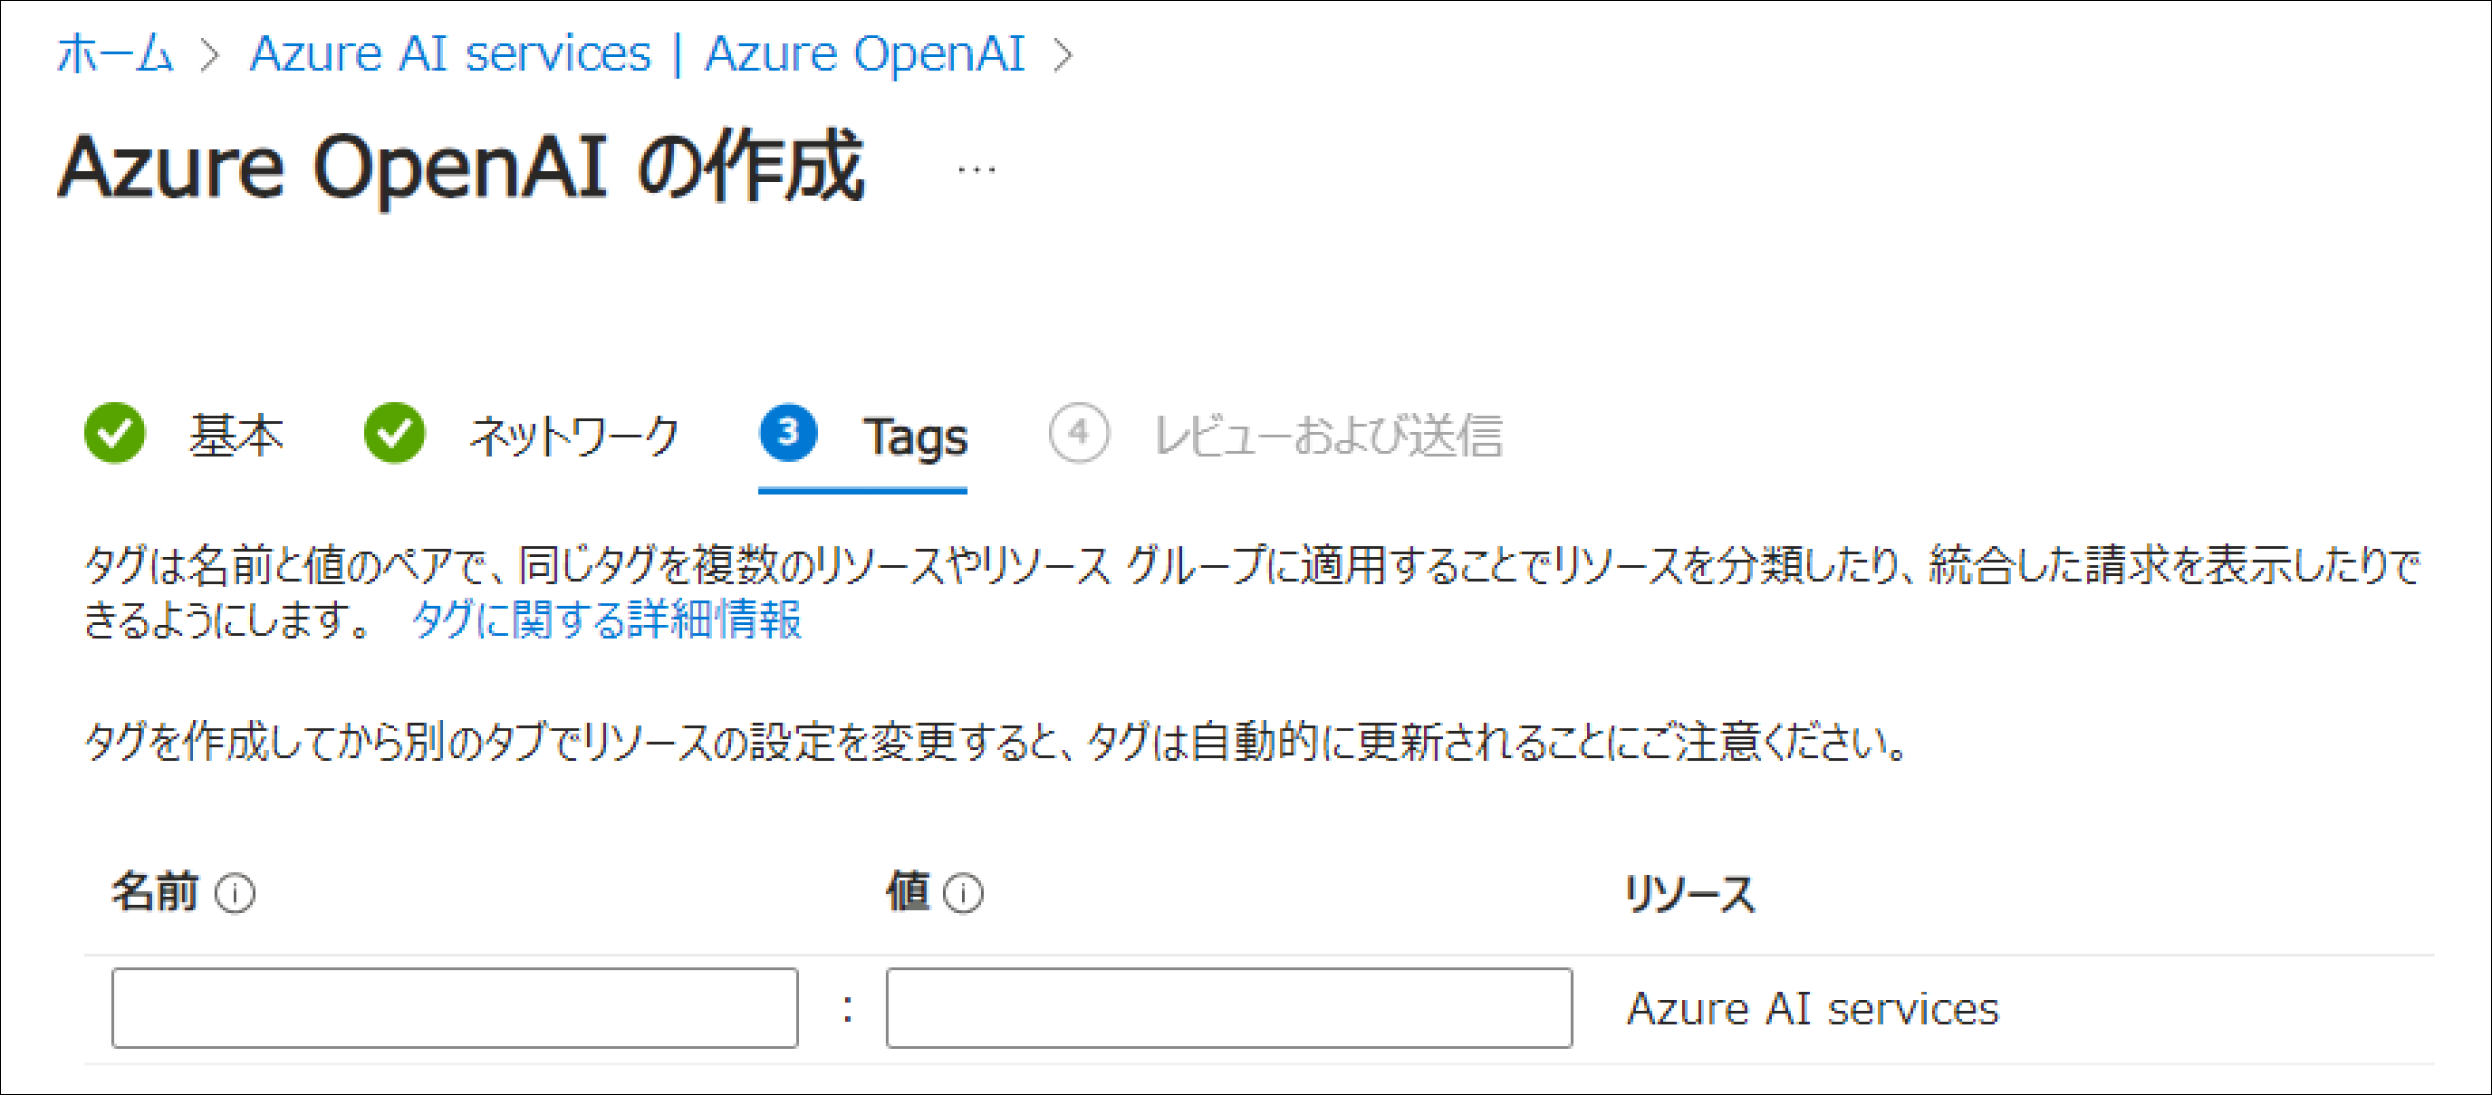 ホーム > Azure AI services | Azure OpenAI >
Azure OpenAI の作成 …
基本 ネットワーク 3 Tags 4 レビューおよび送信
タグは名前と値のペアで、同じタグを複数のリソースやリソース グループに適用することでリソースを分類したり、統合した請求を表示したりで
きるようにします。 タグに関する詳細情報
タグを作成してから別のタブでリソースの設定を変更すると、タグは自動的に更新されることにご注意ください。
名前 値 リソース
: Azure AI services